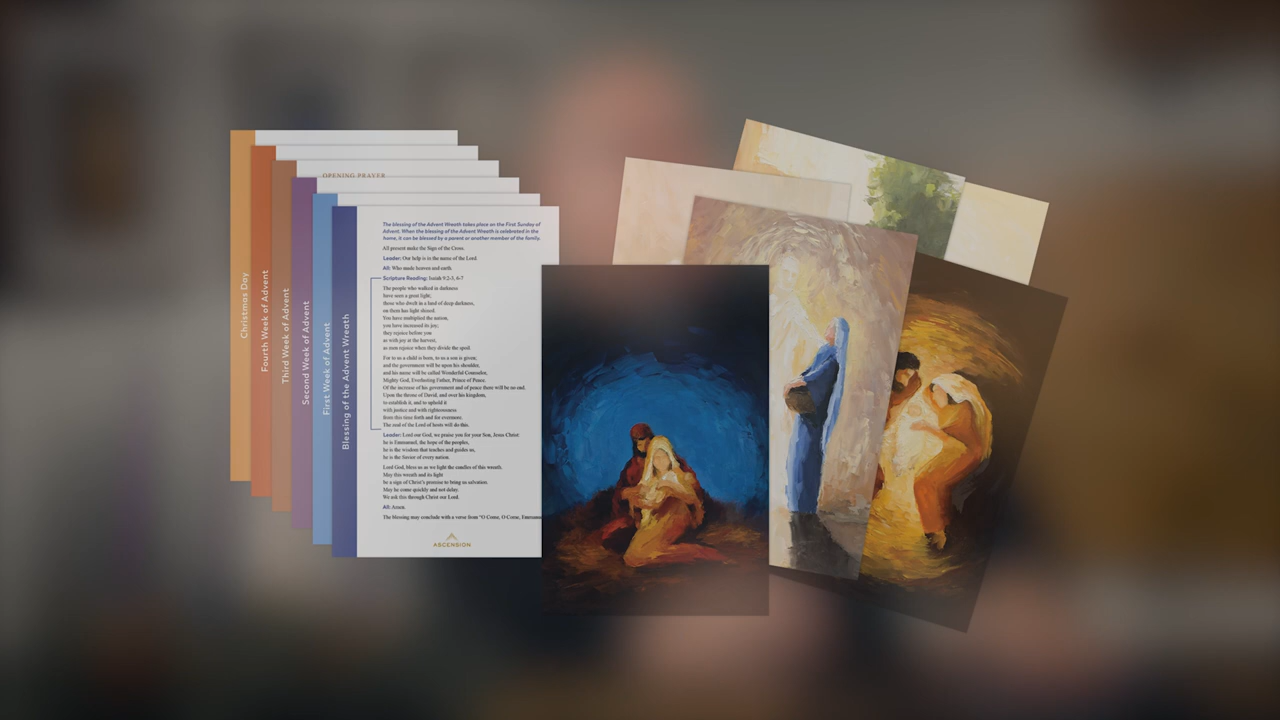 Christmas Day
Fourth Week of Advent
Third Week of Advent
Second Week of Advent
First Week of Advent
Blessing of the Advent Wreath
OPENING PRAYER
The blessing of the Advent Wreath takes place on the First Sunday of
Advent. When the blessing of the Advent Wreath is celebrated in the
home, it can be blessed by a parent or another member of the family.
All present make the Sign of the Cross.
Leader: Our help is in the name of the Lord.
All: Who made heaven and earth.
Scripture Reading: Isaiah 9:2-3, 6-7
The people who walked in darkness
have seen a great light;
those who dwelt in a land of deep darkness,
on them has light shined.
You have multiplied the nation,
you have increased its joy;
they rejoice before you
as with joy at the harvest,
as men rejoice when they divide the spoil.
For to us a child is born, to us a son is given;
and the government will be upon his shoulder,
and his name will be called Wonderful Counselor,
Mighty God, Everlasting Father, Prince of Peace.
Of the increase of his government and of peace there will be no end.
Upon the throne of David, and over his kingdom,
to establish it, and to uphold it
with justice and with righteousness
from this time forth and for evermore.
The zeal of the Lord of hosts will do this.
Leader: Lord our God, we praise you for your Son, Jesus Christ:
he is Emmanuel, the hope of the peoples,
he is the wisdom that teaches and guides us,
he is the Savior of every nation.
Lord God, bless us as we light the candles of this wreath.
May this wreath and its light
be a sign of Christ's promise to bring us salvation.
May he come quickly and not delay.
We ask this through Christ our Lord.
All: Amen.
The blessing may conclude with a verse from "O Come, O Come, Emmanue
ASCENSION